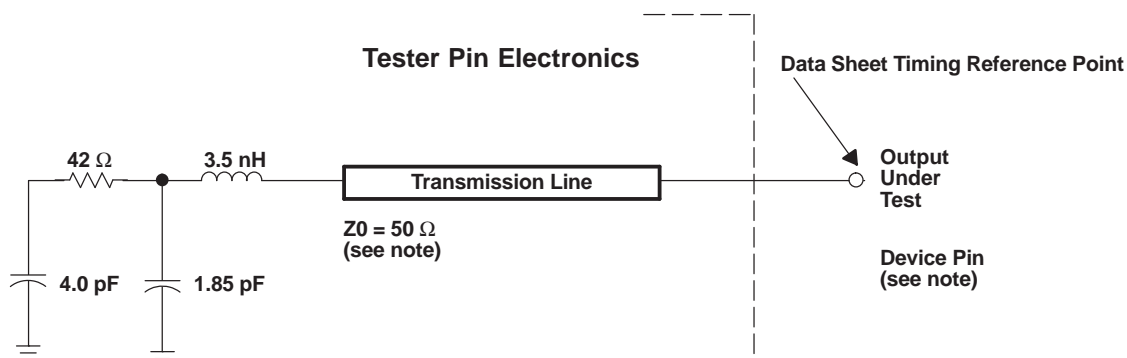 Tester Pin Electronics
Data Sheet Timing Reference Point
42 Ω
3.5 nH
Transmission Line
Output
Under
Test
Z0 = 50 Ω
(see note)
Device Pin
(see note)
4.0 pF
1.85 pF